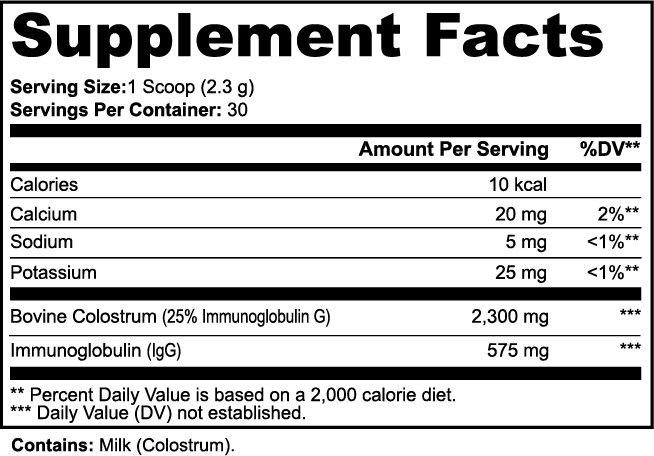 Supplement Facts
Serving Size:1 Scoop (2.3 g)
Servings Per Container: 30
Amount Per Serving %DV**
Calories 10 kcal
Calcium 20 mg 2%**
Sodium 5 mg <1%**
Potassium 25 mg <1%**
Bovine Colostrum (25% Immunoglobulin G) 2,300 mg ***
Immunoglobulin (IgG) 575 mg ***
** Percent Daily Value is based on a 2,000 calorie diet.
*** Daily Value (DV) not established.
Contains: Milk (Colostrum).